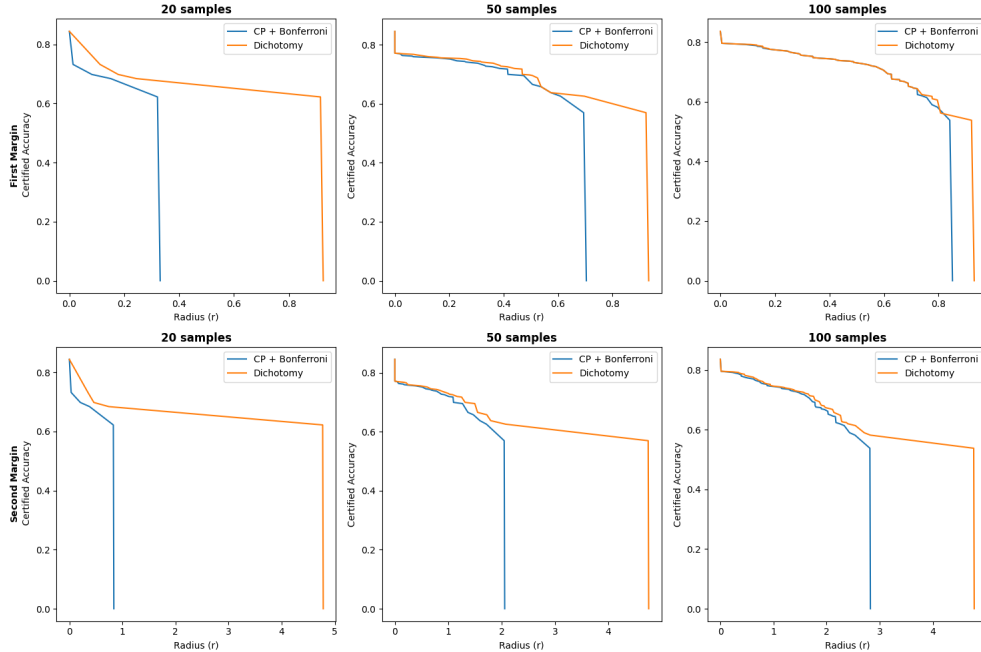 20 samples
50 samples
100 samples
CP + Bonferroni
Dichotomy
CP + Bonferroni
Dichotomy
CP + Bonferroni
Dichotomy
First Margin
Certified Accuracy
Certified Accuracy
Certified Accuracy
0.8
0.6
0.4
0.2
0.0
0.8
0.6
0.4
0.2
0.0
0.8
0.6
0.4
0.2
0.0
0.0 0.2 0.4 0.6 0.8
0.0 0.2 0.4 0.6 0.8
0.0 0.2 0.4 0.6 0.8
Radius (r)
Radius (r)
Radius (r)
20 samples
50 samples
100 samples
CP + Bonferroni
Dichotomy
CP + Bonferroni
Dichotomy
CP + Bonferroni
Dichotomy
Second Margin
Certified Accuracy
Certified Accuracy
Certified Accuracy
0.8
0.6
0.4
0.2
0.0
0.8
0.6
0.4
0.2
0.0
0.8
0.6
0.4
0.2
0.0
0 1 2 3 4 5
0 1 2 3 4
0 1 2 3 4
Radius (r)
Radius (r)
Radius (r)